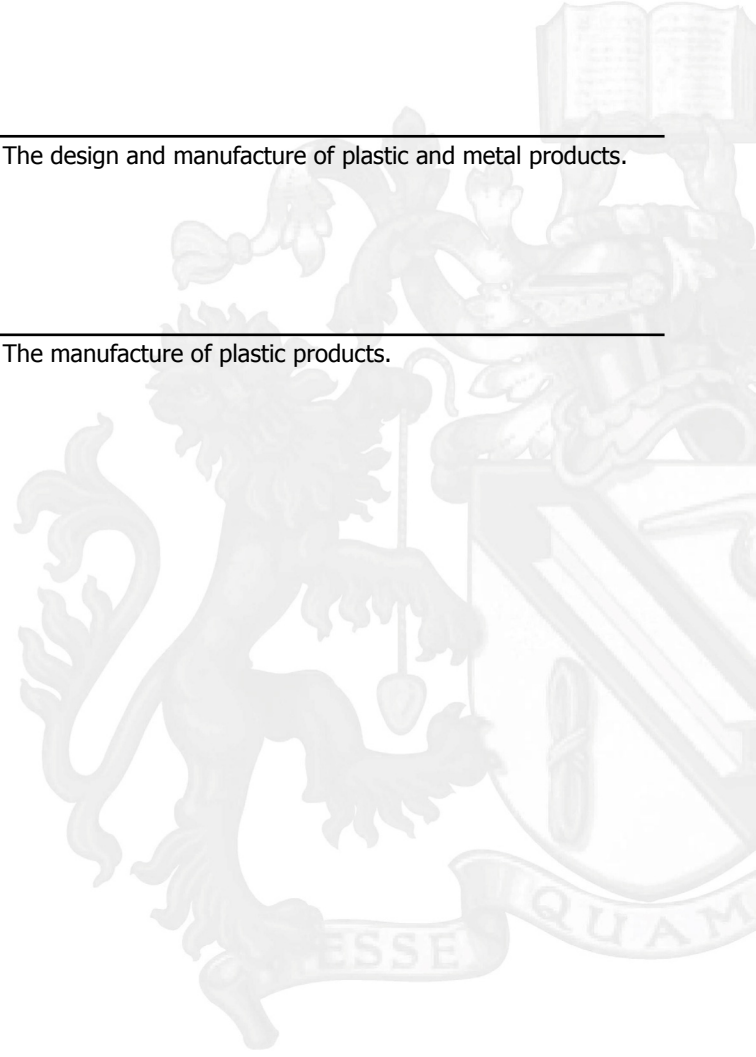 The design and manufacture of plastic and metal products.
The manufacture of plastic products.
ESSE QUAM